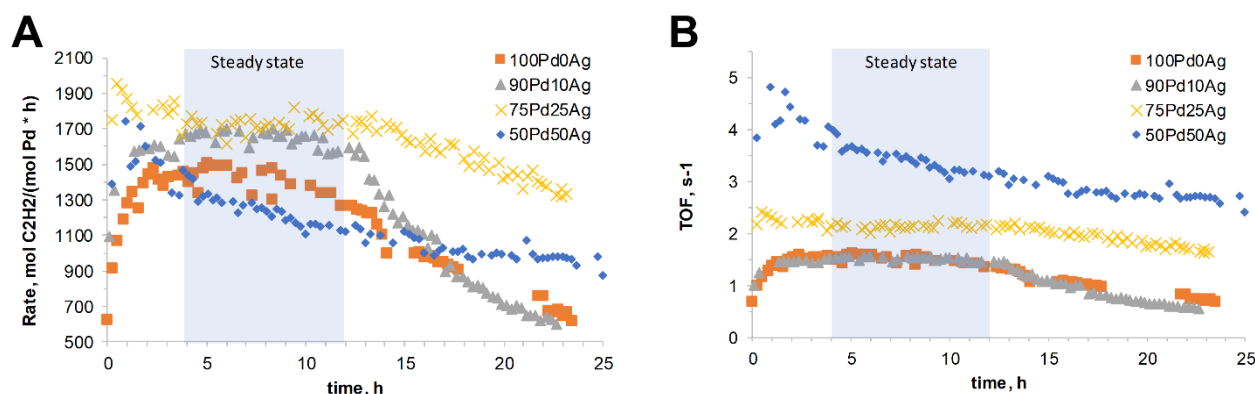 A
Rate, mol C2H2/(mol Pd * h)
2100
1900
1700
1500
1300
1100
900
700
500
Steady state
100Pd0Ag
90Pd10Ag
75Pd25Ag
50Pd50Ag
0 5 10 15 20 25
time, h
B
TOF, s-1
5
4
3
2
1
0
Steady state
100Pd0Ag
90Pd10Ag
75Pd25Ag
50Pd50Ag
0 5 10 15 20 25
time, h